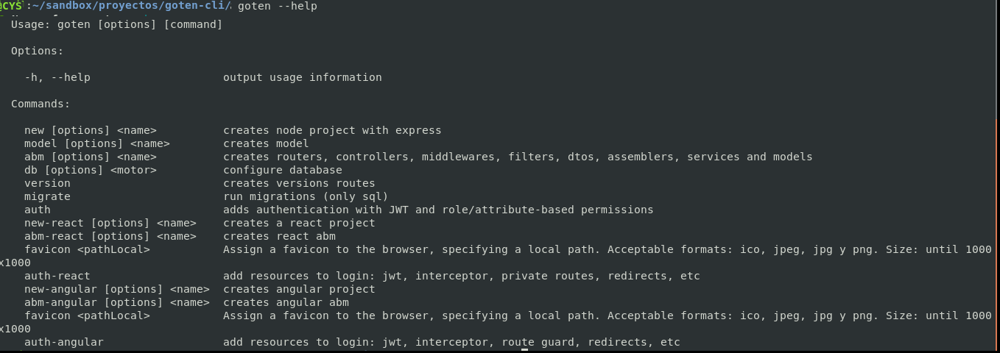 @CYS :~/sandbox/proyectos/goten-cli/ goten --help
Usage: goten [options] [command]
Options:
-h, --help output usage information
Commands:
new [options] <name> creates node project with express
model [options] <name> creates model
abm [options] <name> creates routers, controllers, middlewares, filters, dtos, assemblers, services and models
db [options] <motor> configure database
version creates versions routes
migrate run migrations (only sql)
auth adds authentication with JWT and role/attribute-based permissions
new-react [options] <name> creates a react project
abm-react [options] <name> creates react abm
favicon <pathLocal> Assign a favicon to the browser, specifying a local path. Acceptable formats: ico, jpeg, jpg y png. Size: until 1000
x1000
auth-react add resources to login: jwt, interceptor, private routes, redirects, etc
new-angular [options] <name> creates angular project
abm-angular [options] <name> creates angular abm
favicon <pathLocal> Assign a favicon to the browser, specifying a local path. Acceptable formats: ico, jpeg, jpg y png. Size: until 1000
x1000
auth-angular add resources to login: jwt, interceptor, route guard, redirects, etc